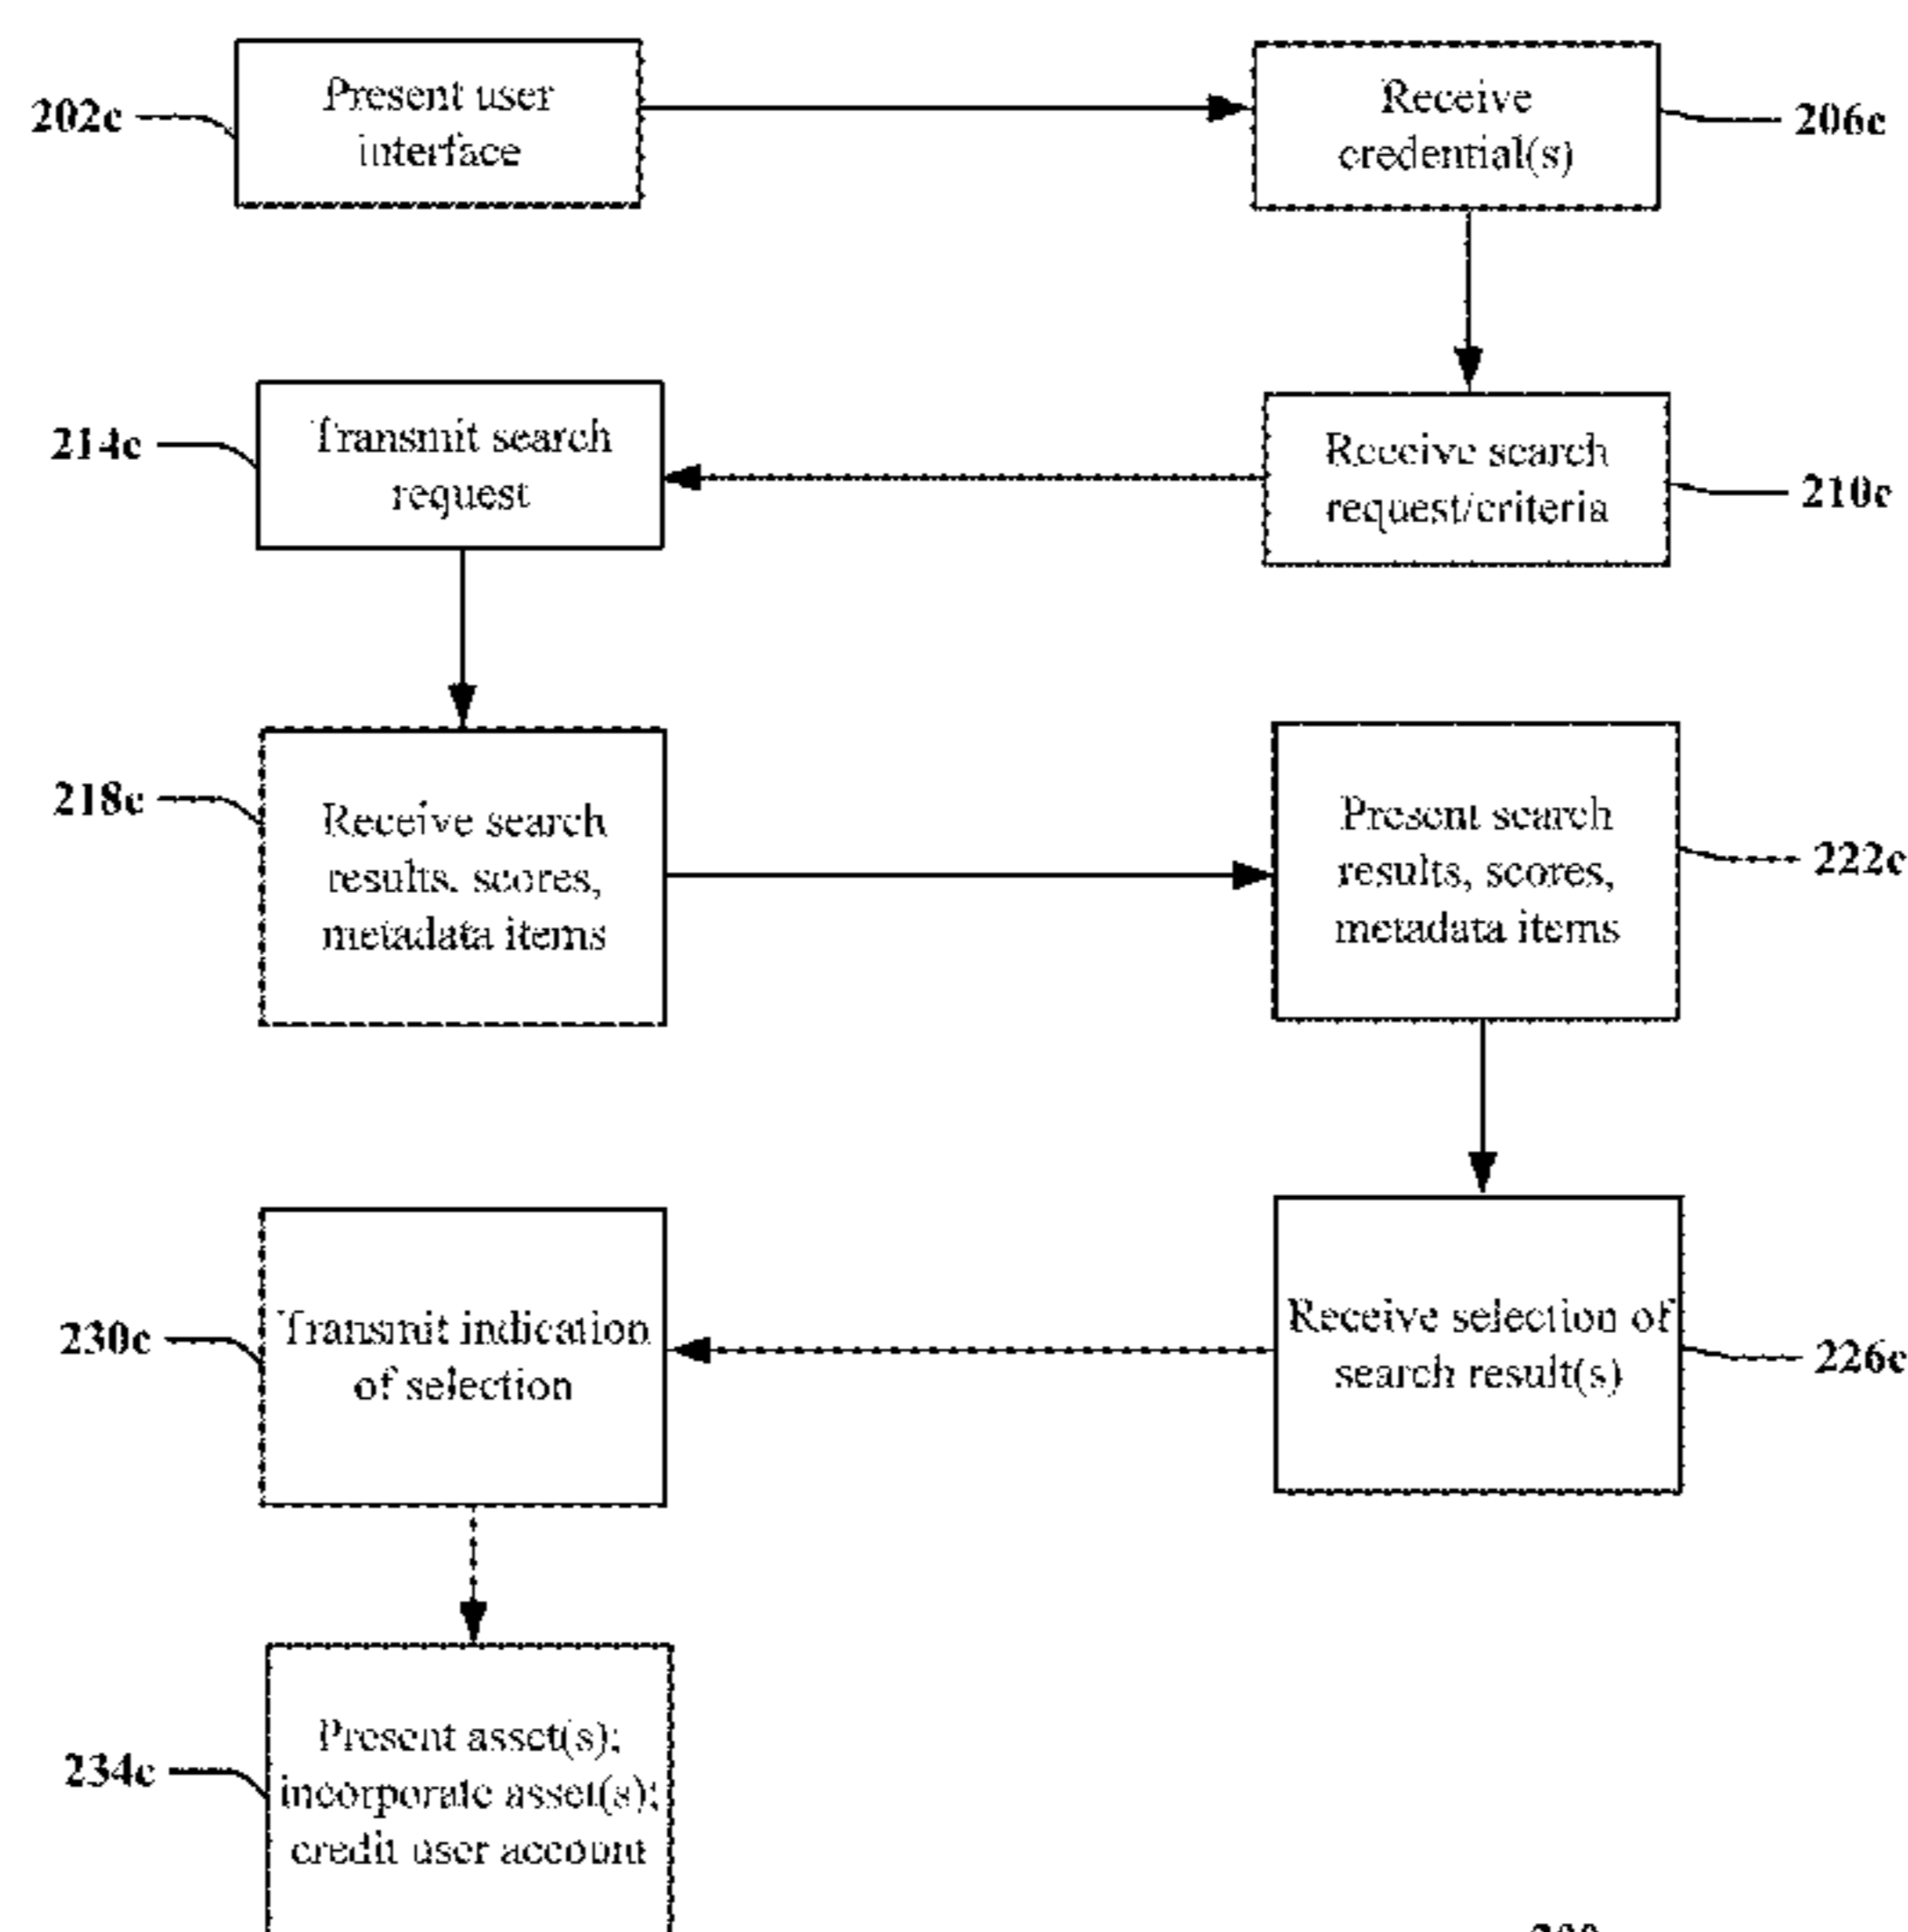 Present user
interface
202c
Receive
credential(s)
206c
Receive search
request/criteria
210c
Transmit search
request
214c
Receive search
results, scores,
metadata items
218c
Present search
results, scores,
metadata items
222c
Receive selection of
search result(s)
226c
Transmit indication
of selection
230c
Present asset(s);
incorporate asset(s);
credit user account
234c